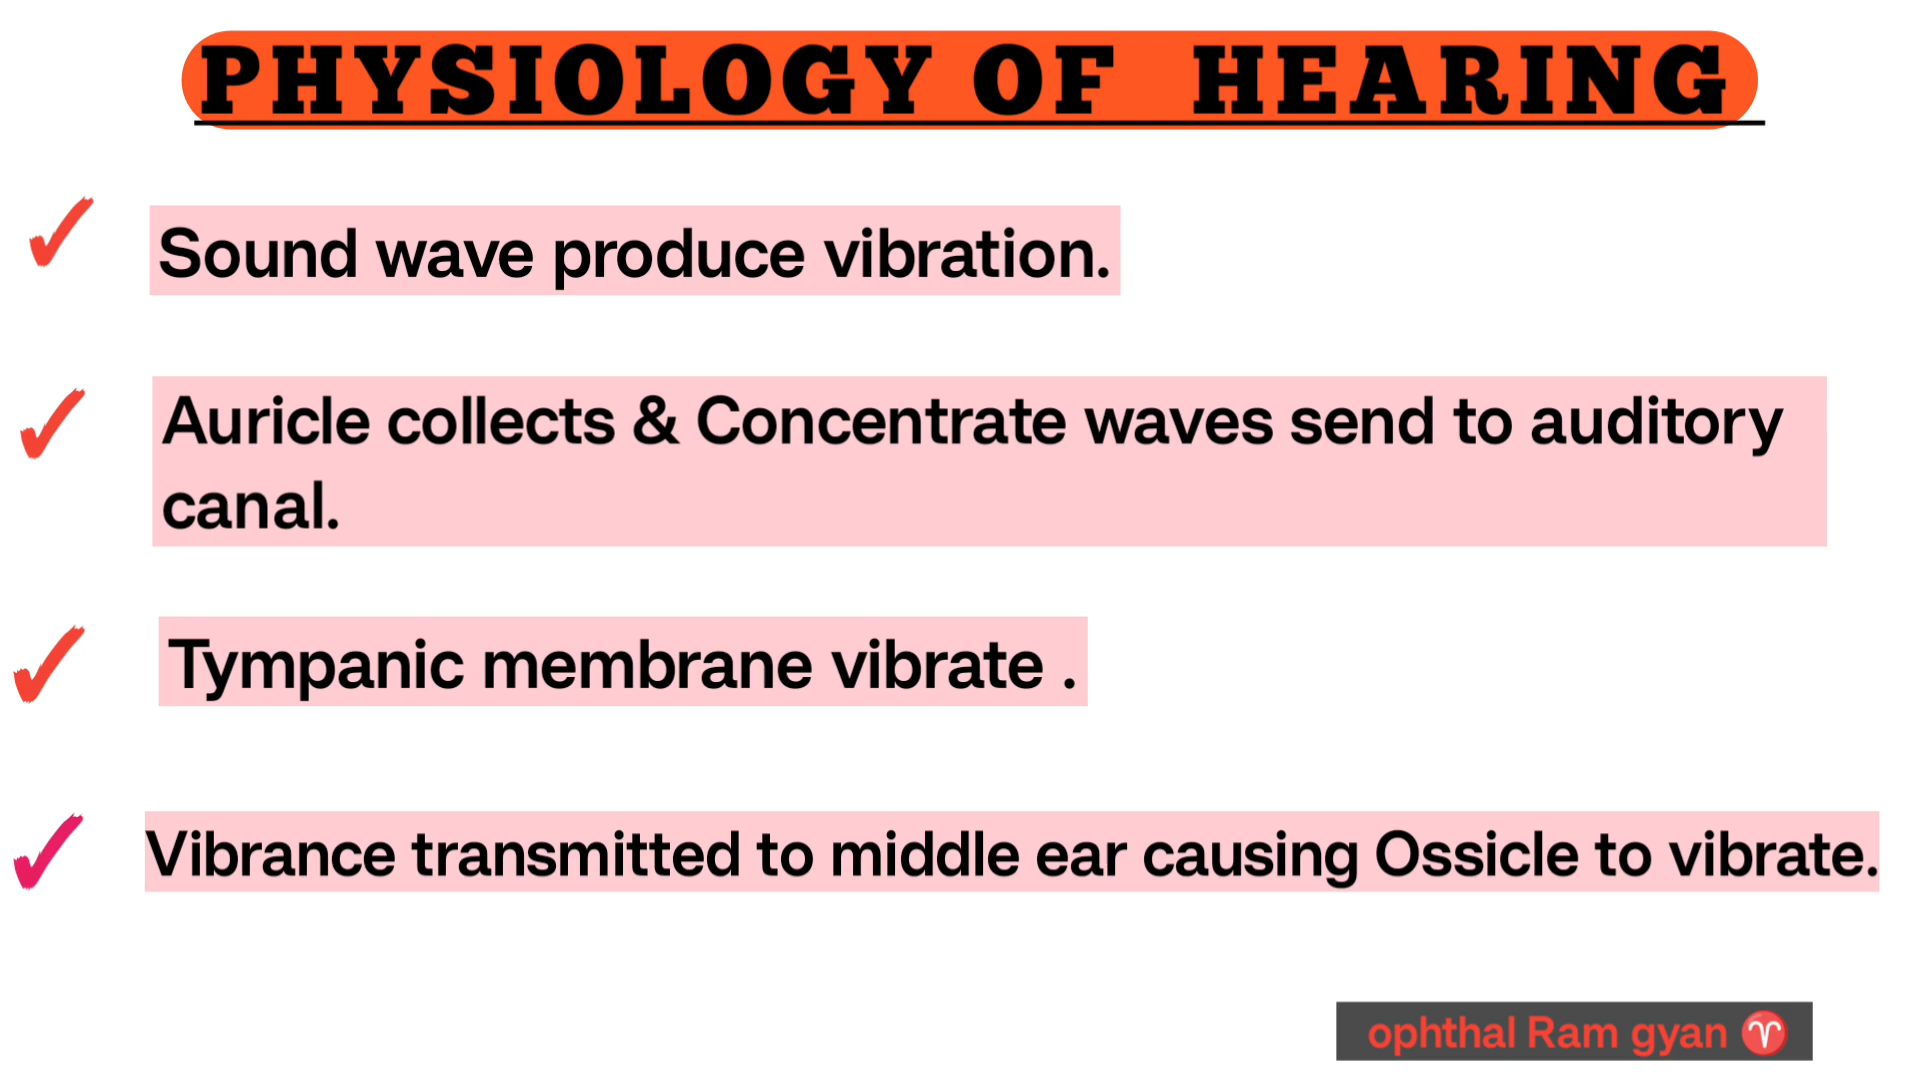 PHYSIOLOGY OF HEARING
Sound wave produce vibration.
Auricle collects & Concentrate waves send to auditory
canal.
Tympanic membrane vibrate .
Vibrance transmitted to middle ear causing Ossicle to vibrate.
ophthal Ram gyan ♈